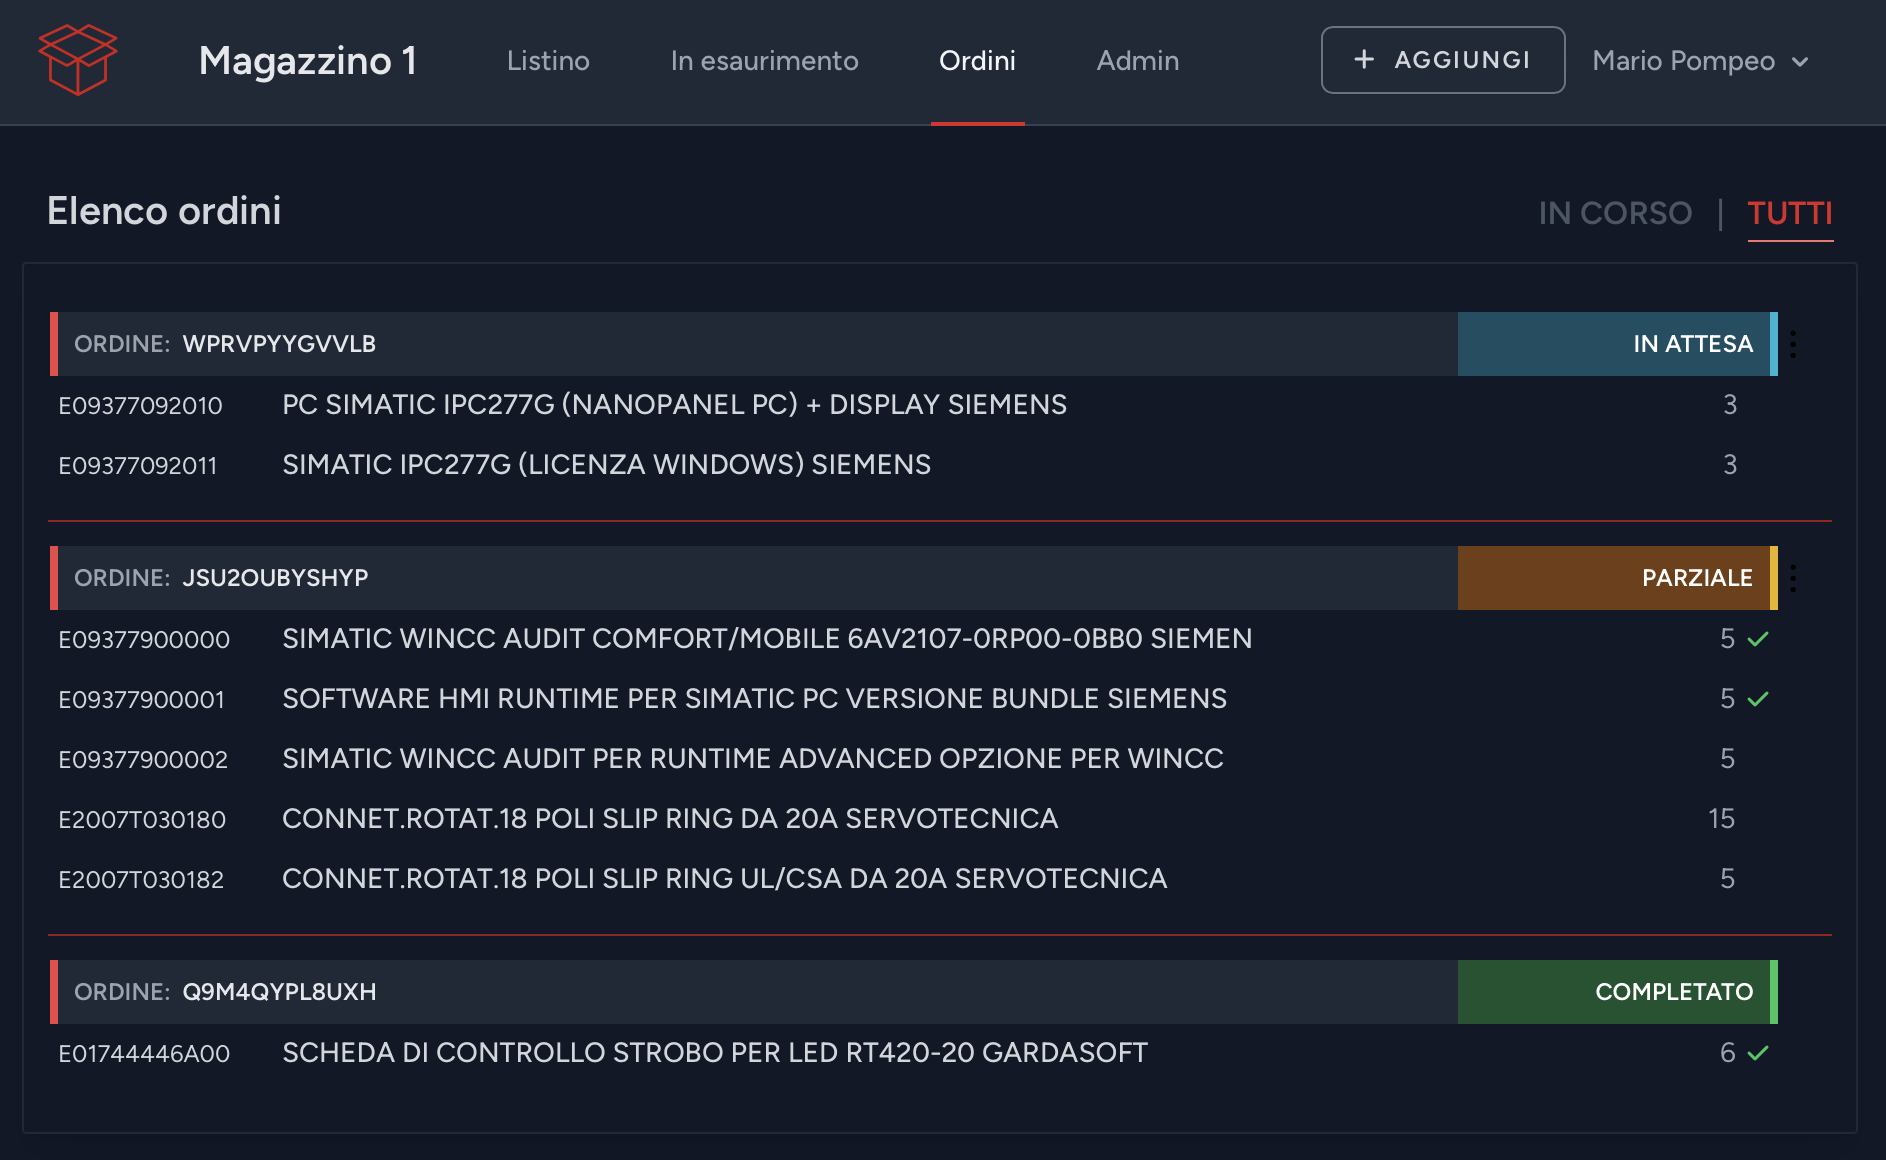 Magazzino 1 Listino In esaurimento Ordini Admin + AGGIUNGI Mario Pompeo
Elenco ordini IN CORSO | TUTTI
ORDINE: WPRVPYYGVVLB IN ATTESA
E09377092010 PC SIMATIC IPC277G (NANOPANEL PC) + DISPLAY SIEMENS 3
E09377092011 SIMATIC IPC277G (LICENZA WINDOWS) SIEMENS 3
ORDINE: JSU2OUBYSHYP PARZIALE
E09377900000 SIMATIC WINCC AUDIT COMFORT/MOBILE 6AV2107-0RP00-0BB0 SIEMEN 5
E09377900001 SOFTWARE HMI RUNTIME PER SIMATIC PC VERSIONE BUNDLE SIEMENS 5
E09377900002 SIMATIC WINCC AUDIT PER RUNTIME ADVANCED OPZIONE PER WINCC 5
E2007T030180 CONNET.ROTAT.18 POLI SLIP RING DA 20A SERVOTECNICA 15
E2007T030182 CONNET.ROTAT.18 POLI SLIP RING UL/CSA DA 20A SERVOTECNICA 5
ORDINE: Q9M4QYPL8UXH COMPLETATO
E01744446A00 SCHEDA DI CONTROLLO STROBO PER LED RT420-20 GARDASOFT 6